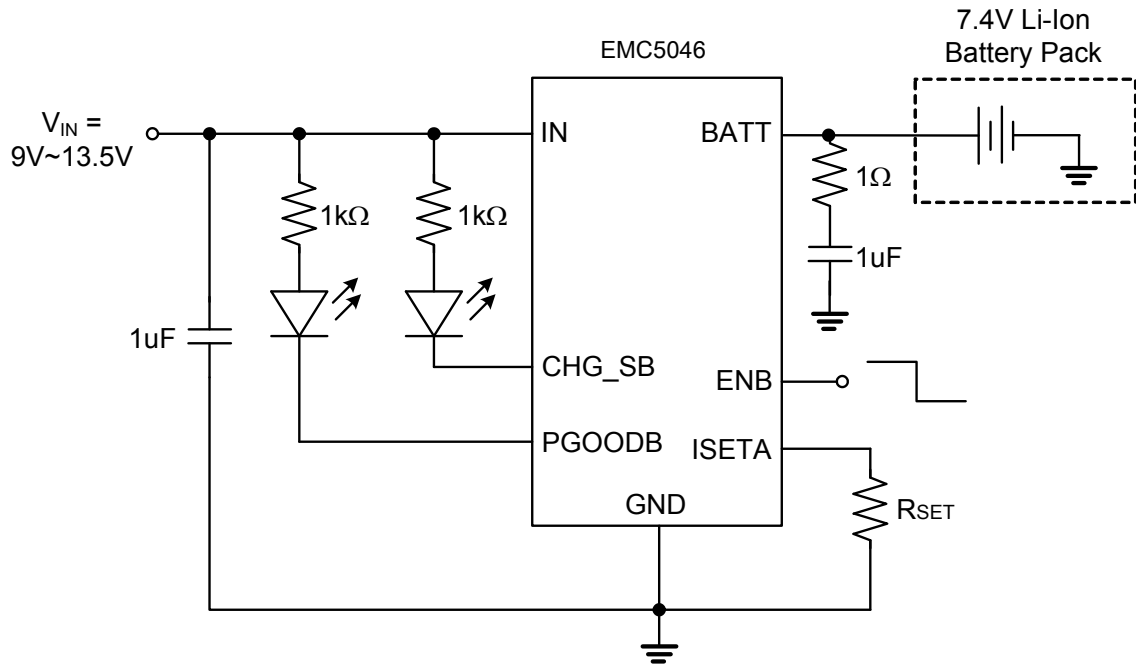 7.4V Li-Ion
Battery Pack
EMC5046
VIN =
9V~13.5V
IN
BATT
1kΩ
1kΩ
1Ω
1uF
1uF
CHG_SB
ENB
PGOODB
ISETA
GND
RSET